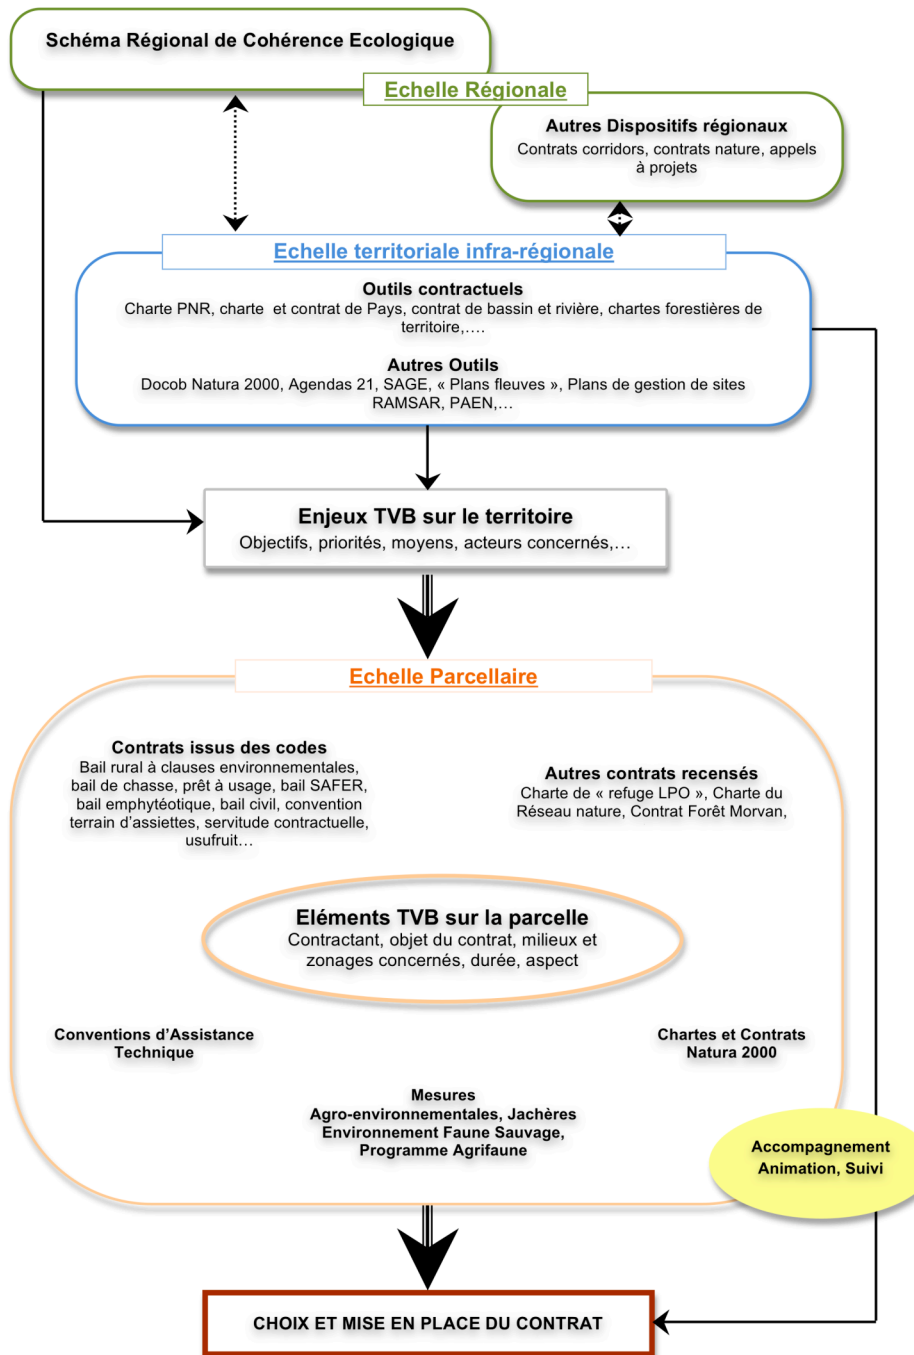 Schéma Régional de Cohérence Ecologique
Echelle Régionale
Autres Dispositifs régionaux
Contrats corridors, contrats nature, appels
à projets
Echelle territoriale infra-régionale
Outils contractuels
Charte PNR, charte et contrat de Pays, contrat de bassin et rivière, chartes forestières de
territoire,….
Autres Outils
Docob Natura 2000, Agendas 21, SAGE, « Plans fleuves », Plans de gestion de sites
RAMSAR, PAEN,…
Enjeux TVB sur le territoire
Objectifs, priorités, moyens, acteurs concernés,…
Echelle Parcellaire
Contrats issus des codes
Bail rural à clauses environnementales,
bail de chasse, prêt à usage, bail SAFER,
bail emphytéotique, bail civil, convention
terrain d’assiettes, servitude contractuelle,
usufruit…
Autres contrats recensés
Charte de « refuge LPO », Charte du
Réseau nature, Contrat Forêt Morvan,
Eléments TVB sur la parcelle
Contractant, objet du contrat, milieux et
zonages concernés, durée, aspect
Conventions d’Assistance
Technique
Chartes et Contrats
Natura 2000
Mesures
Agro-environnementales, Jachères
Environnement Faune Sauvage,
Programme Agrifaune
Accompagnement
Animation, Suivi
CHOIX ET MISE EN PLACE DU CONTRAT